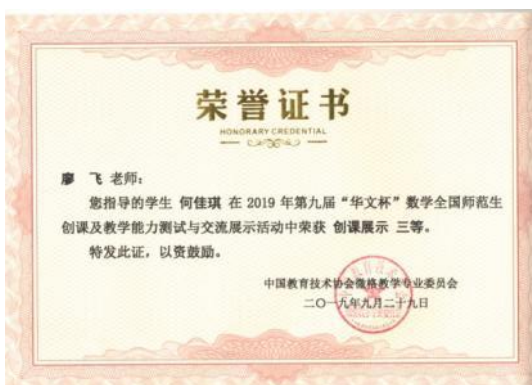 荣誉证书
HONORARY CREDENTIAL
廖 飞 老师：
您指导的学生 何佳琪 在 2019 年第九届“华文杯”数学全国师范生
创课及教学能力测试与交流展示活动中荣获 创课展示 三等。
特发此证，以资鼓励。
中国教育技术协会微格教学专业委员会
二〇一九年九月二十九日